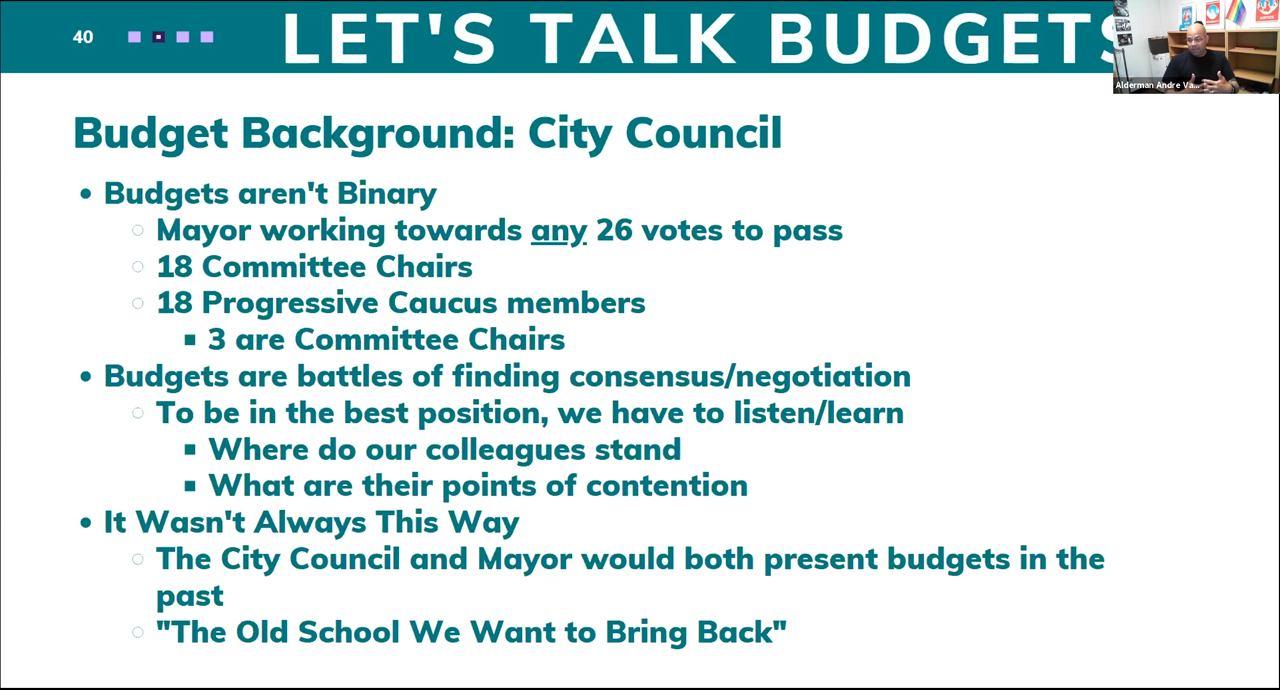 40
LET'S TALK BUDGETS
Alderman Andre Va...
Budget Background: City Council
• Budgets aren't Binary
○ Mayor working towards any 26 votes to pass
○ 18 Committee Chairs
○ 18 Progressive Caucus members
■ 3 are Committee Chairs
• Budgets are battles of finding consensus/negotiation
○ To be in the best position, we have to listen/learn
■ Where do our colleagues stand
■ What are their points of contention
• It Wasn't Always This Way
○ The City Council and Mayor would both present budgets in the
past
○ "The Old School We Want to Bring Back"